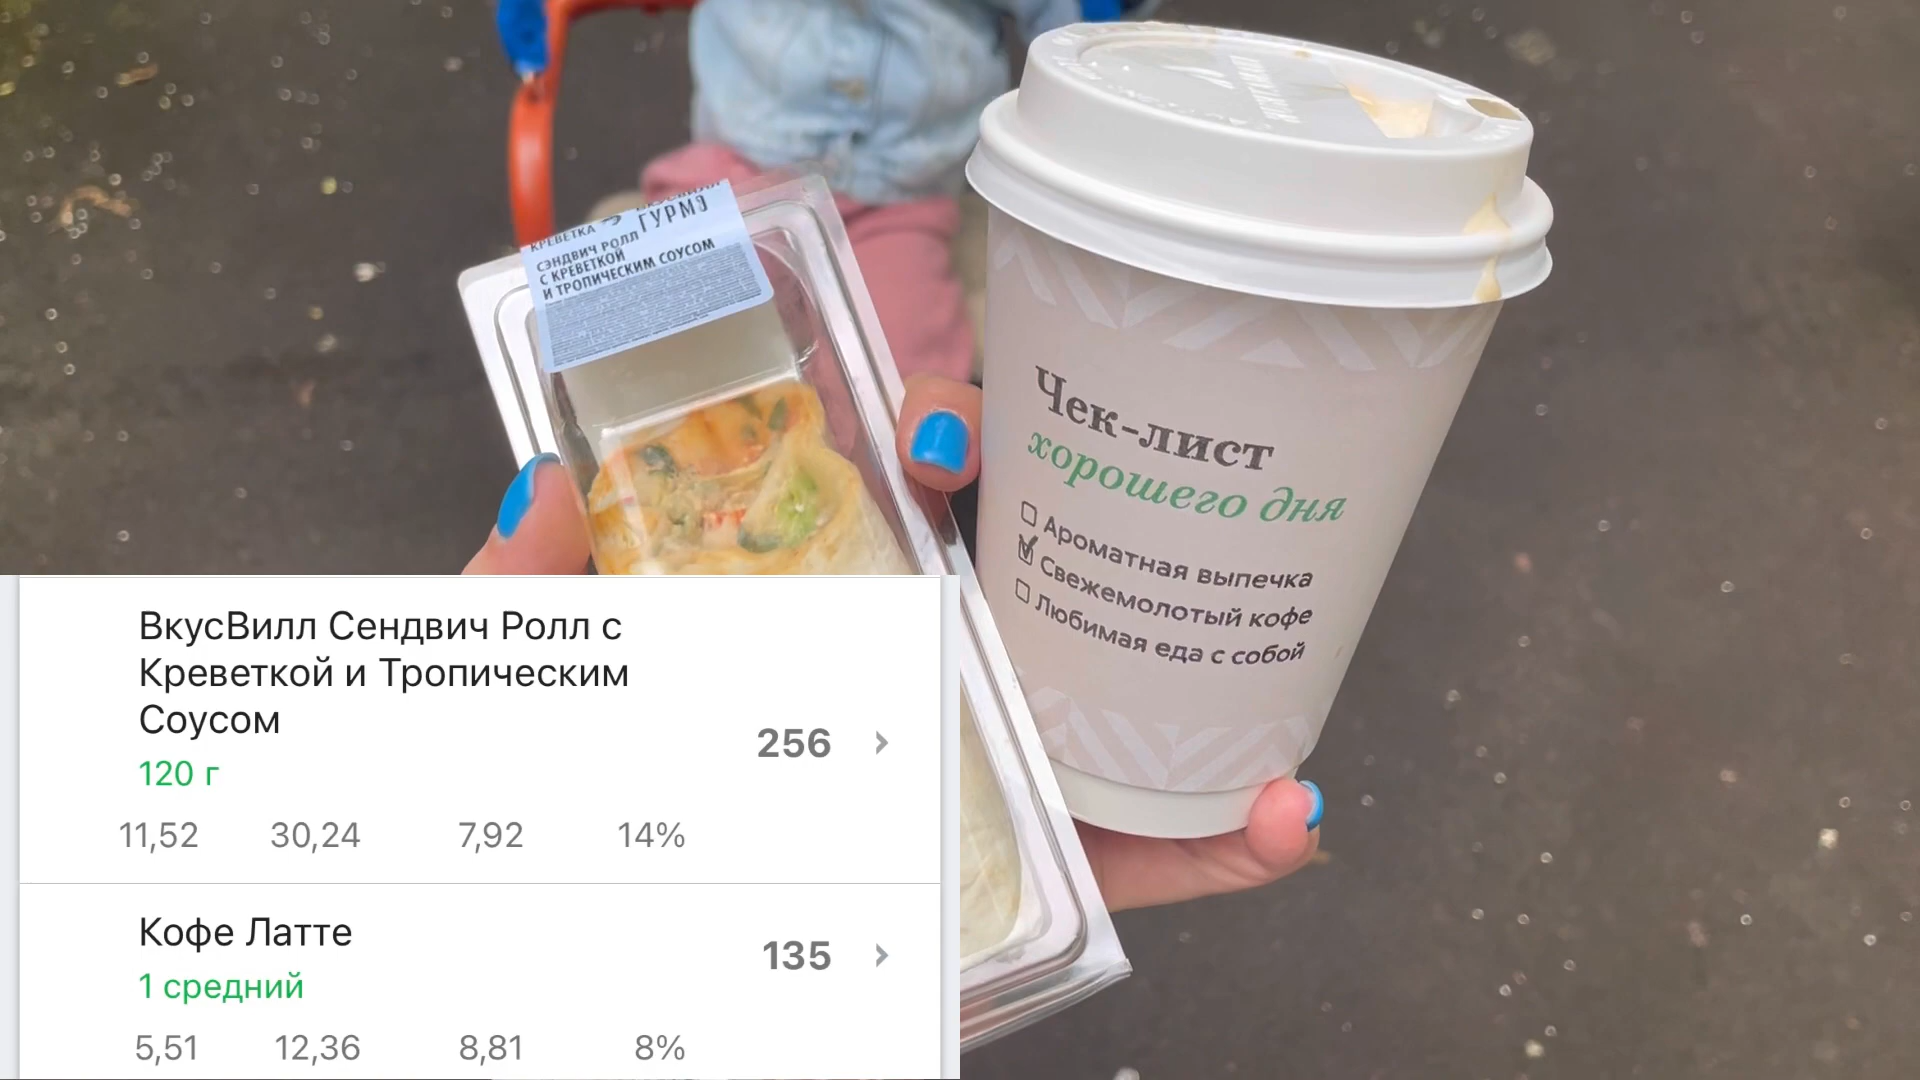 КРЕВЕТКА
ГУРМЭ
СЭНДВИЧ РОЛЛ
С КРЕВЕТКОЙ
И ТРОПИЧЕСКИМ СОУСОМ
HUHTAMAKI
Чек-лист
хорошего дня
Ароматная выпечка
Свежемолотый кофе
Любимая еда с собой
ВкусВилл Сендвич Ролл с
Креветкой и Тропическим
Соусом
256
120 г
11,52 30,24 7,92 14%
Кофе Латте
135
1 средний
5,51 12,36 8,81 8%